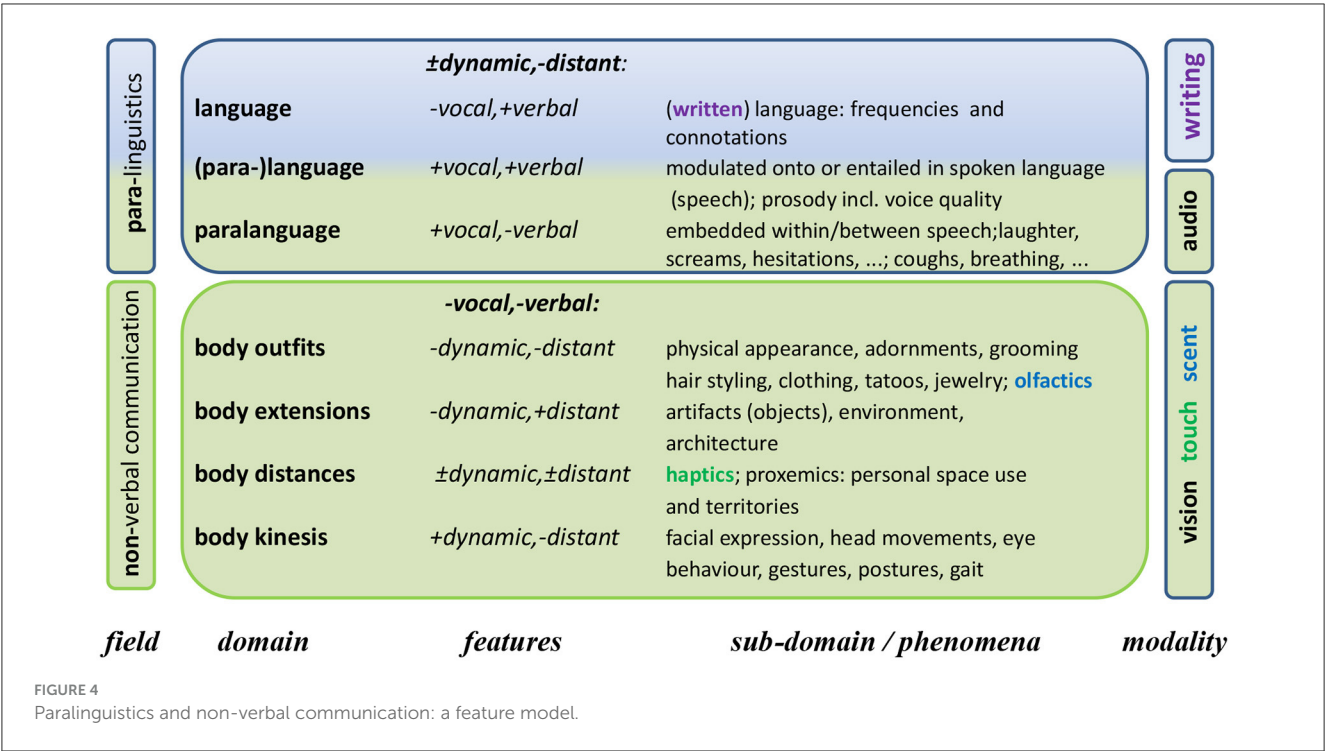 para-linguistics
±dynamic,-distant:
language -vocal,+verbal (written) language: frequencies and
connotations
(para-)language +vocal,+verbal modulated onto or entailed in spoken language
(speech); prosody incl. voice quality
paralanguage +vocal,-verbal embedded within/between speech;laughter,
screams, hesitations, ...; coughs, breathing, ...
writing
audio
non-verbal communication
-vocal,-verbal:
body outfits -dynamic,-distant physical appearance, adornments, grooming
hair styling, clothing, tatoos, jewelry; olfactics
body extensions -dynamic,+distant artifacts (objects), environment,
architecture
body distances ±dynamic,±distant haptics; proxemics: personal space use
and territories
body kinesis +dynamic,-distant facial expression, head movements, eye
behaviour, gestures, postures, gait
vision touch scent
field domain features sub-domain / phenomena modality
FIGURE 4
Paralinguistics and non-verbal communication: a feature model.